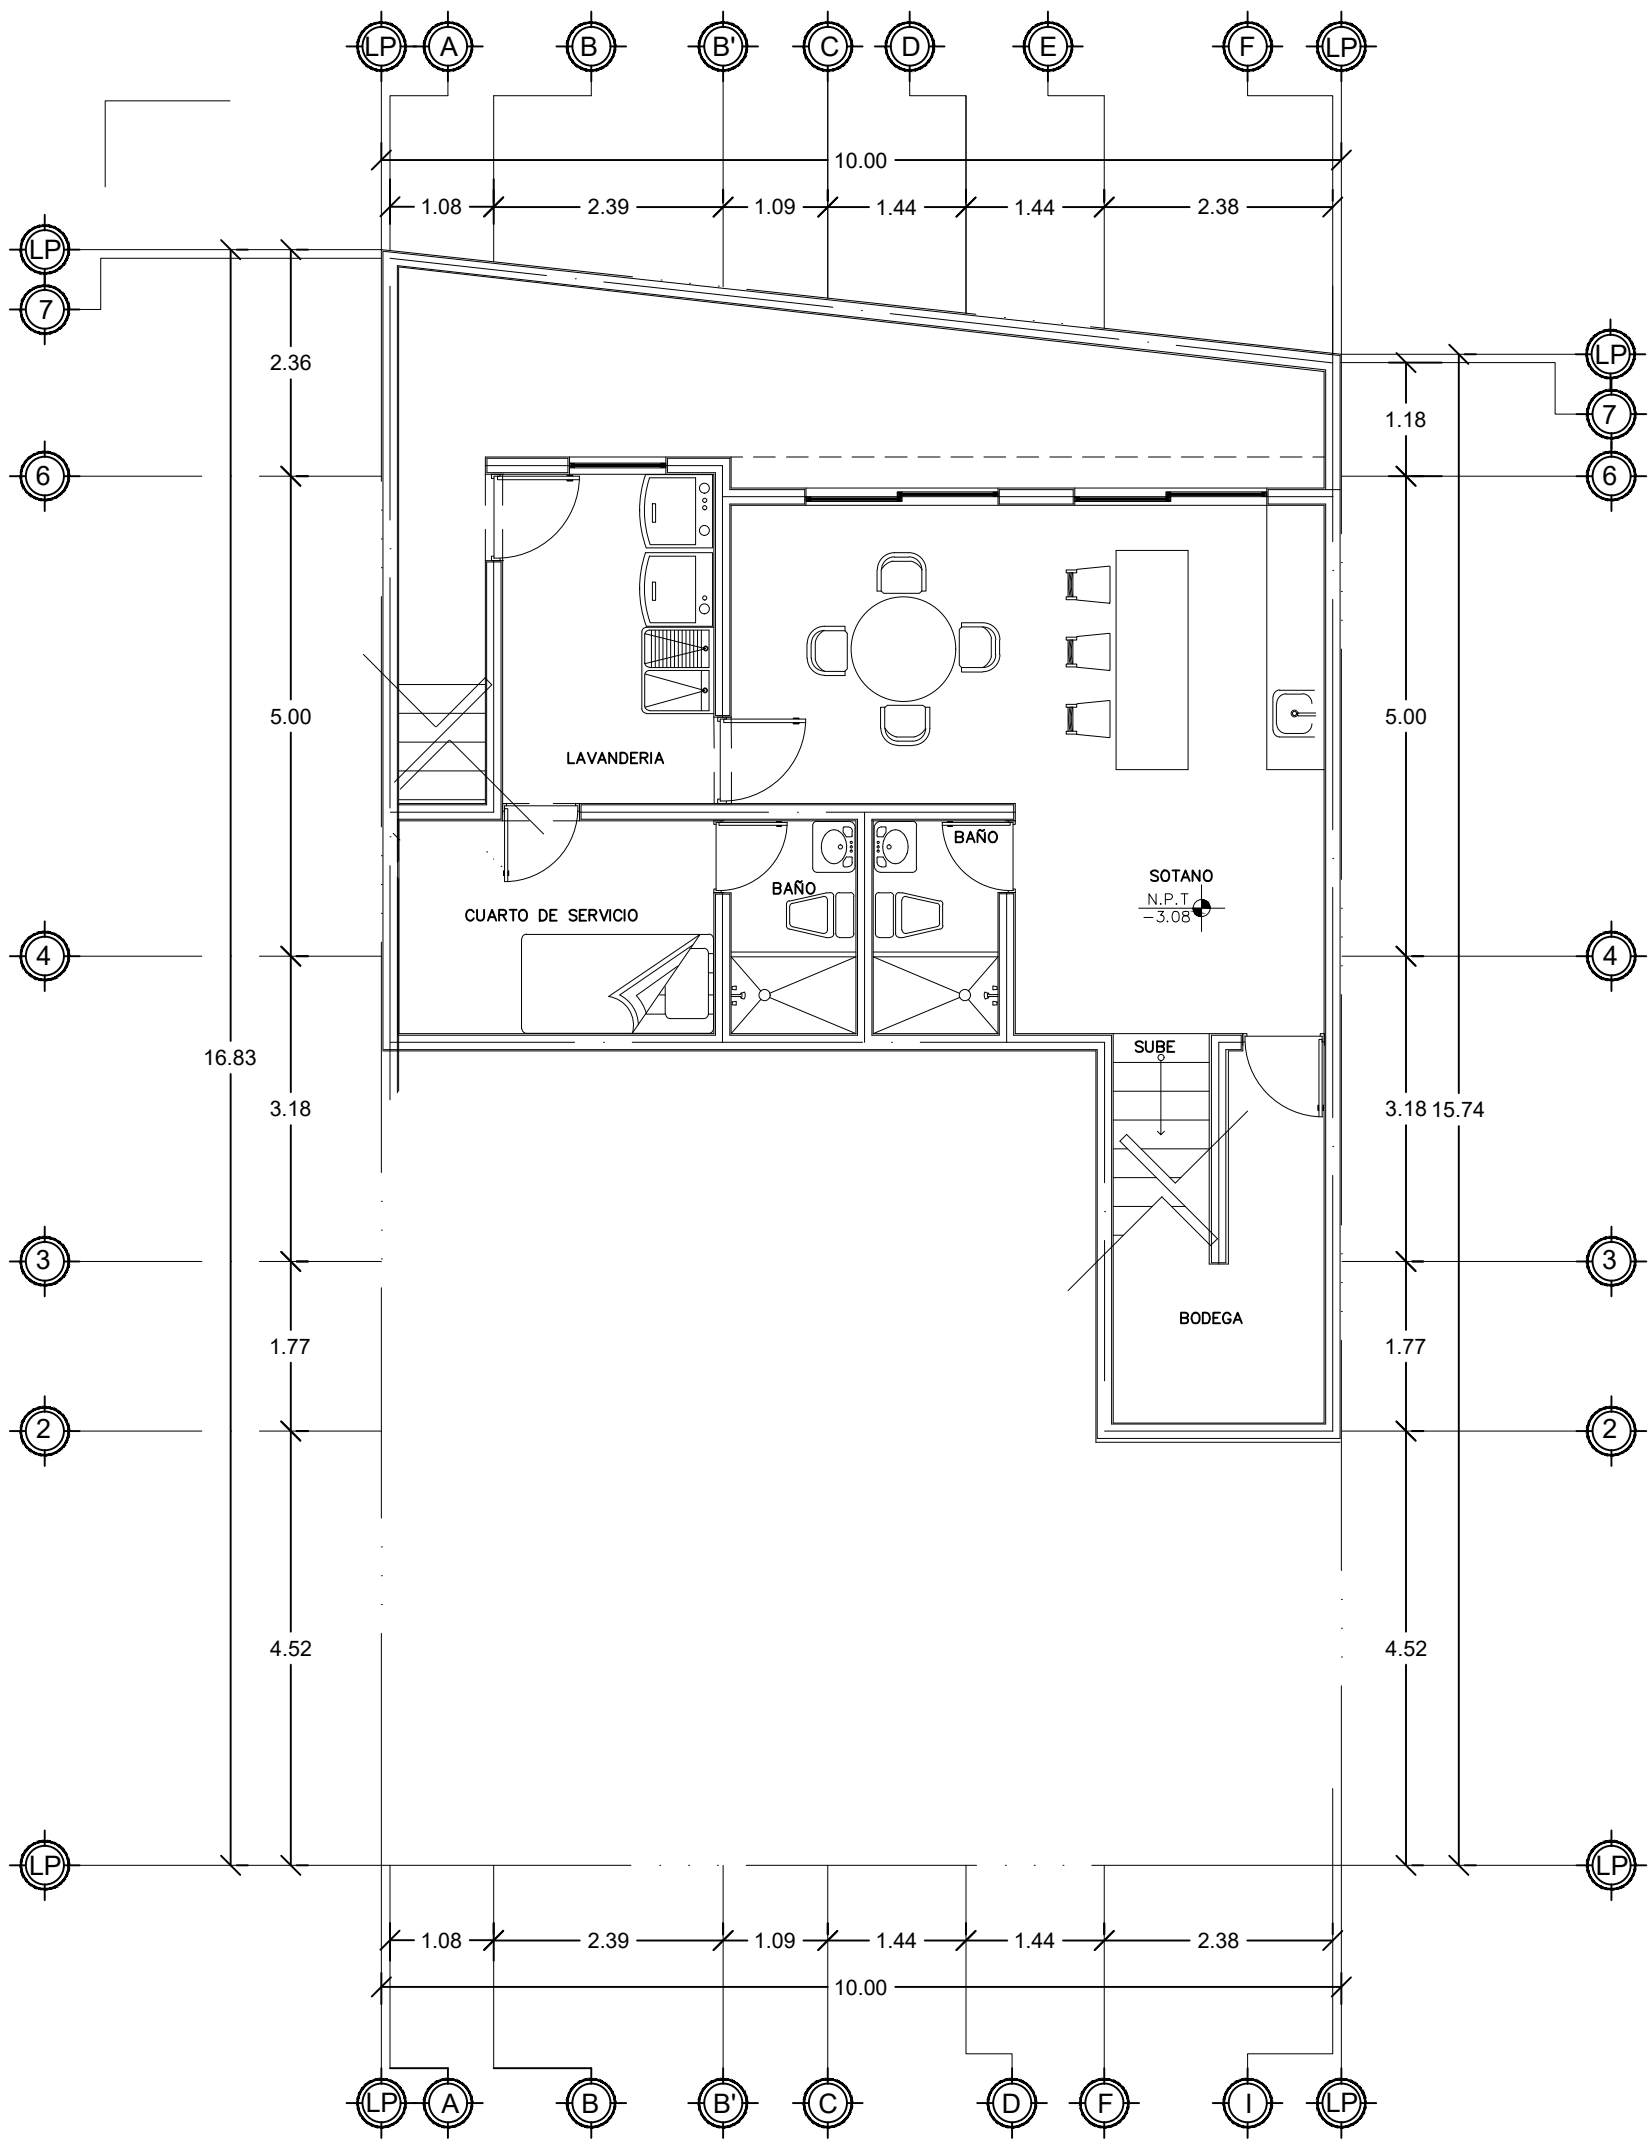 LP A B B' C D E F LP
10.00
1.08 2.39 1.09 1.44 1.44 2.38
LP
7
2.36
LP
7
1.18
6
6
5.00
5.00
LAVANDERIA
BAÑO
BAÑO
SOTANO
N.P.T
-3.08
CUARTO DE SERVICIO
4
4
SUBE
16.83
3.18
3.18
15.74
3
3
BODEGA
1.77
1.77
2
2
4.52
4.52
LP
LP
1.08 2.39 1.09 1.44 1.44 2.38
10.00
LP A B B' C D F I LP